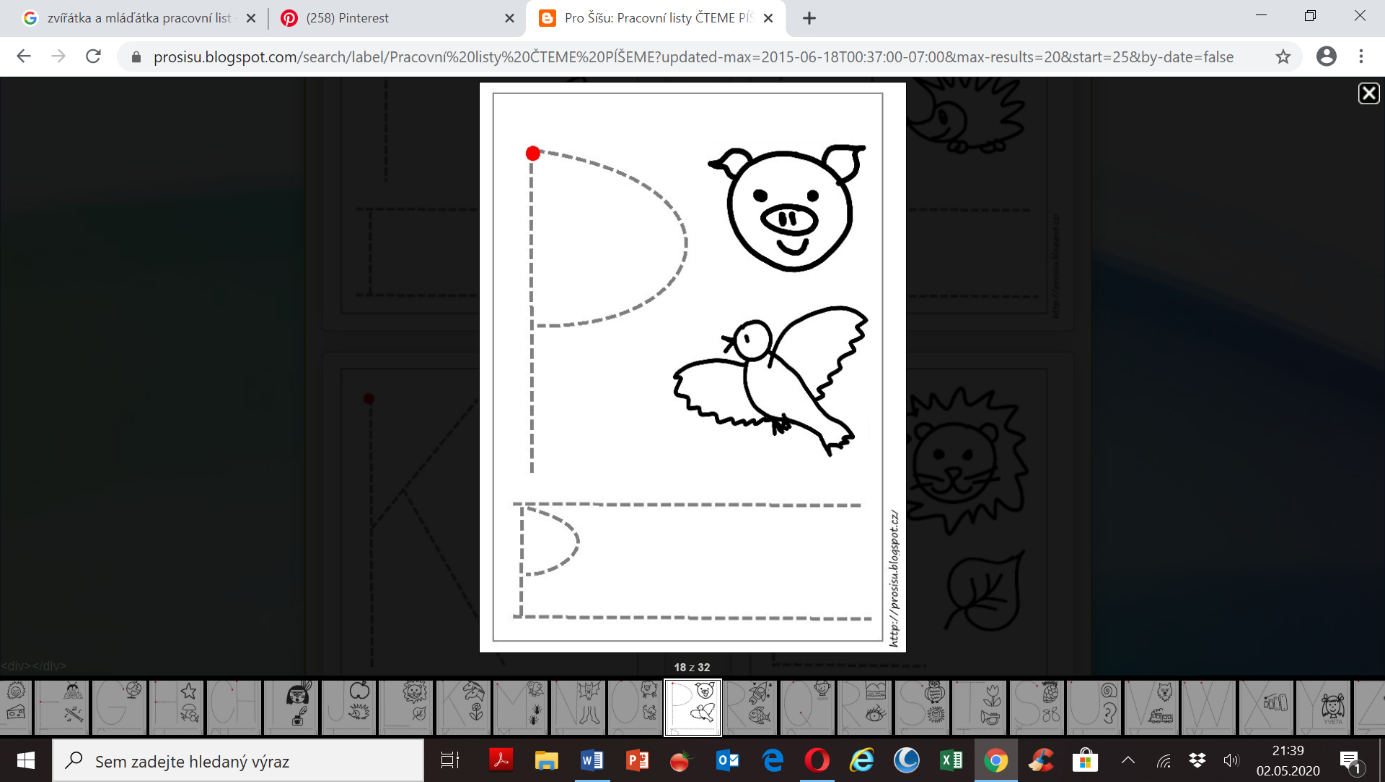 zvířátka a mláďátka pracovní list
(258) Pinterest
Pro Šíšu: Pracovní listy ČTEME PÍŠ
prosisu.blogspot.com/search/label/Pracovní%20listy%20ČTEME%20PÍŠEME?updated-max=2015-06-18T00:37:00-07:00&max-results=20&start=25&by-date=false
P
P
http://prosisu.blogspot.cz/
<div></div>
18 z 32
Sem zadejte hledaný výraz
21:39
02.05.2020
1